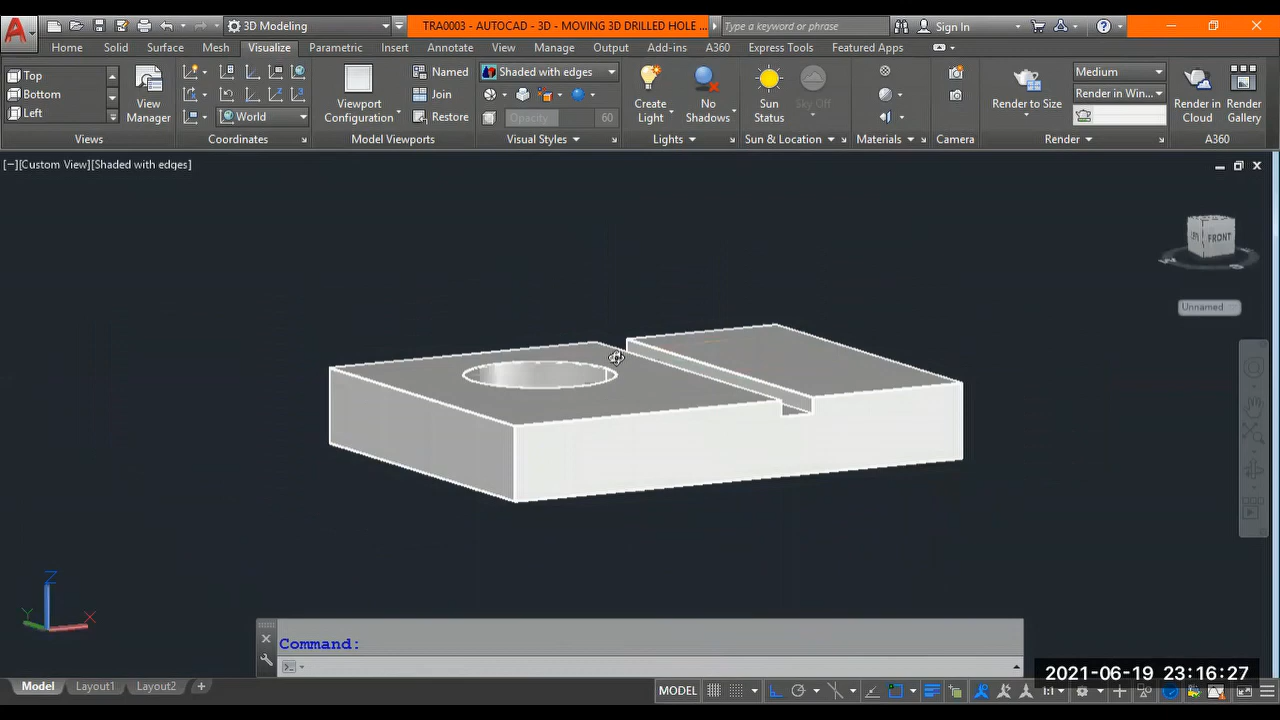 3D Modeling
TRA0003 - AUTOCAD - 3D - MOVING 3D DRILLED HOLE ...
Type a keyword or phrase
Sign In
Home Solid Surface Mesh Visualize Parametric Insert Annotate View Manage Output Add-ins A360 Express Tools Featured Apps
Top
Bottom
Left
View
Manager
World
Viewport
Configuration
Named
Join
Restore
Shaded with edges
Opacity 60
Create
Light
No
Shadows
Sun
Status
Sky Off
Render to Size
Medium
Render in Win...
Render in
Cloud
Render
Gallery
Views Coordinates Model Viewports Visual Styles Lights Sun & Location Materials Camera Render A360
[−][Custom View][Shaded with edges]
LEFT FRONT
Unnamed
Z
Y X
Command:
2021-06-19 23:16:27
Model Layout1 Layout2 +
MODEL 1:1